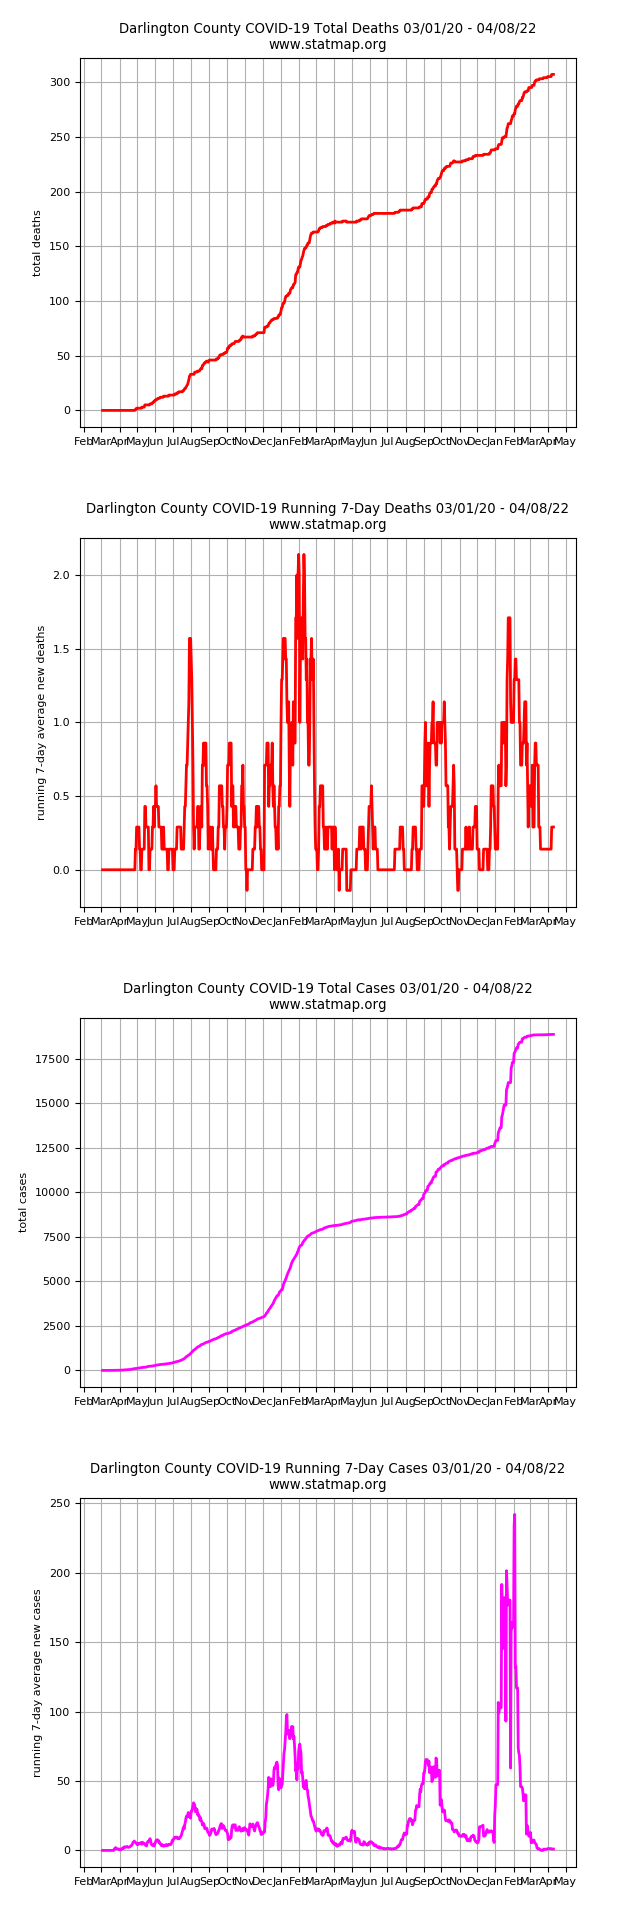 Darlington County COVID-19 Total Deaths 03/01/20 - 04/08/22
www.statmap.org
300
250
200
150
100
50
0
total deaths
Feb Mar Apr May Jun Jul Aug Sep Oct Nov Dec Jan Feb Mar Apr May Jun Jul Aug Sep Oct Nov Dec Jan Feb Mar Apr May
Darlington County COVID-19 Running 7-Day Deaths 03/01/20 - 04/08/22
www.statmap.org
2.0
1.5
1.0
0.5
0.0
running 7-day average new deaths
Feb Mar Apr May Jun Jul Aug Sep Oct Nov Dec Jan Feb Mar Apr May Jun Jul Aug Sep Oct Nov Dec Jan Feb Mar Apr May
Darlington County COVID-19 Total Cases 03/01/20 - 04/08/22
www.statmap.org
17500
15000
12500
10000
7500
5000
2500
0
total cases
Feb Mar Apr May Jun Jul Aug Sep Oct Nov Dec Jan Feb Mar Apr May Jun Jul Aug Sep Oct Nov Dec Jan Feb Mar Apr May
Darlington County COVID-19 Running 7-Day Cases 03/01/20 - 04/08/22
www.statmap.org
250
200
150
100
50
0
running 7-day average new cases
Feb Mar Apr May Jun Jul Aug Sep Oct Nov Dec Jan Feb Mar Apr May Jun Jul Aug Sep Oct Nov Dec Jan Feb Mar Apr May